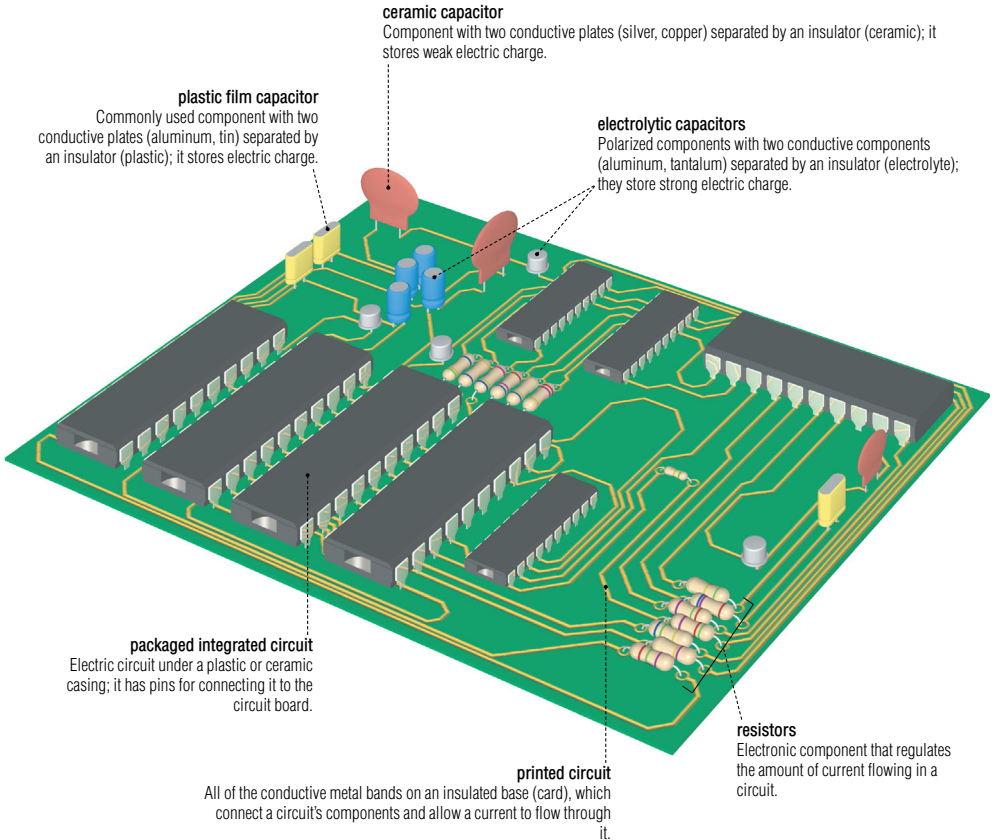 ceramic capacitor
Component with two conductive plates (silver, copper) separated by an insulator (ceramic); it
stores weak electric charge.
plastic film capacitor
Commonly used component with two
conductive plates (aluminum, tin) separated by
an insulator (plastic); it stores electric charge.
electrolytic capacitors
Polarized components with two conductive components
(aluminum, tantalum) separated by an insulator (electrolyte);
they store strong electric charge.
packaged integrated circuit
Electric circuit under a plastic or ceramic
casing; it has pins for connecting it to the
circuit board.
resistors
Electronic component that regulates
the amount of current flowing in a
circuit.
printed circuit
All of the conductive metal bands on an insulated base (card), which
connect a circuit’s components and allow a current to flow through
it.